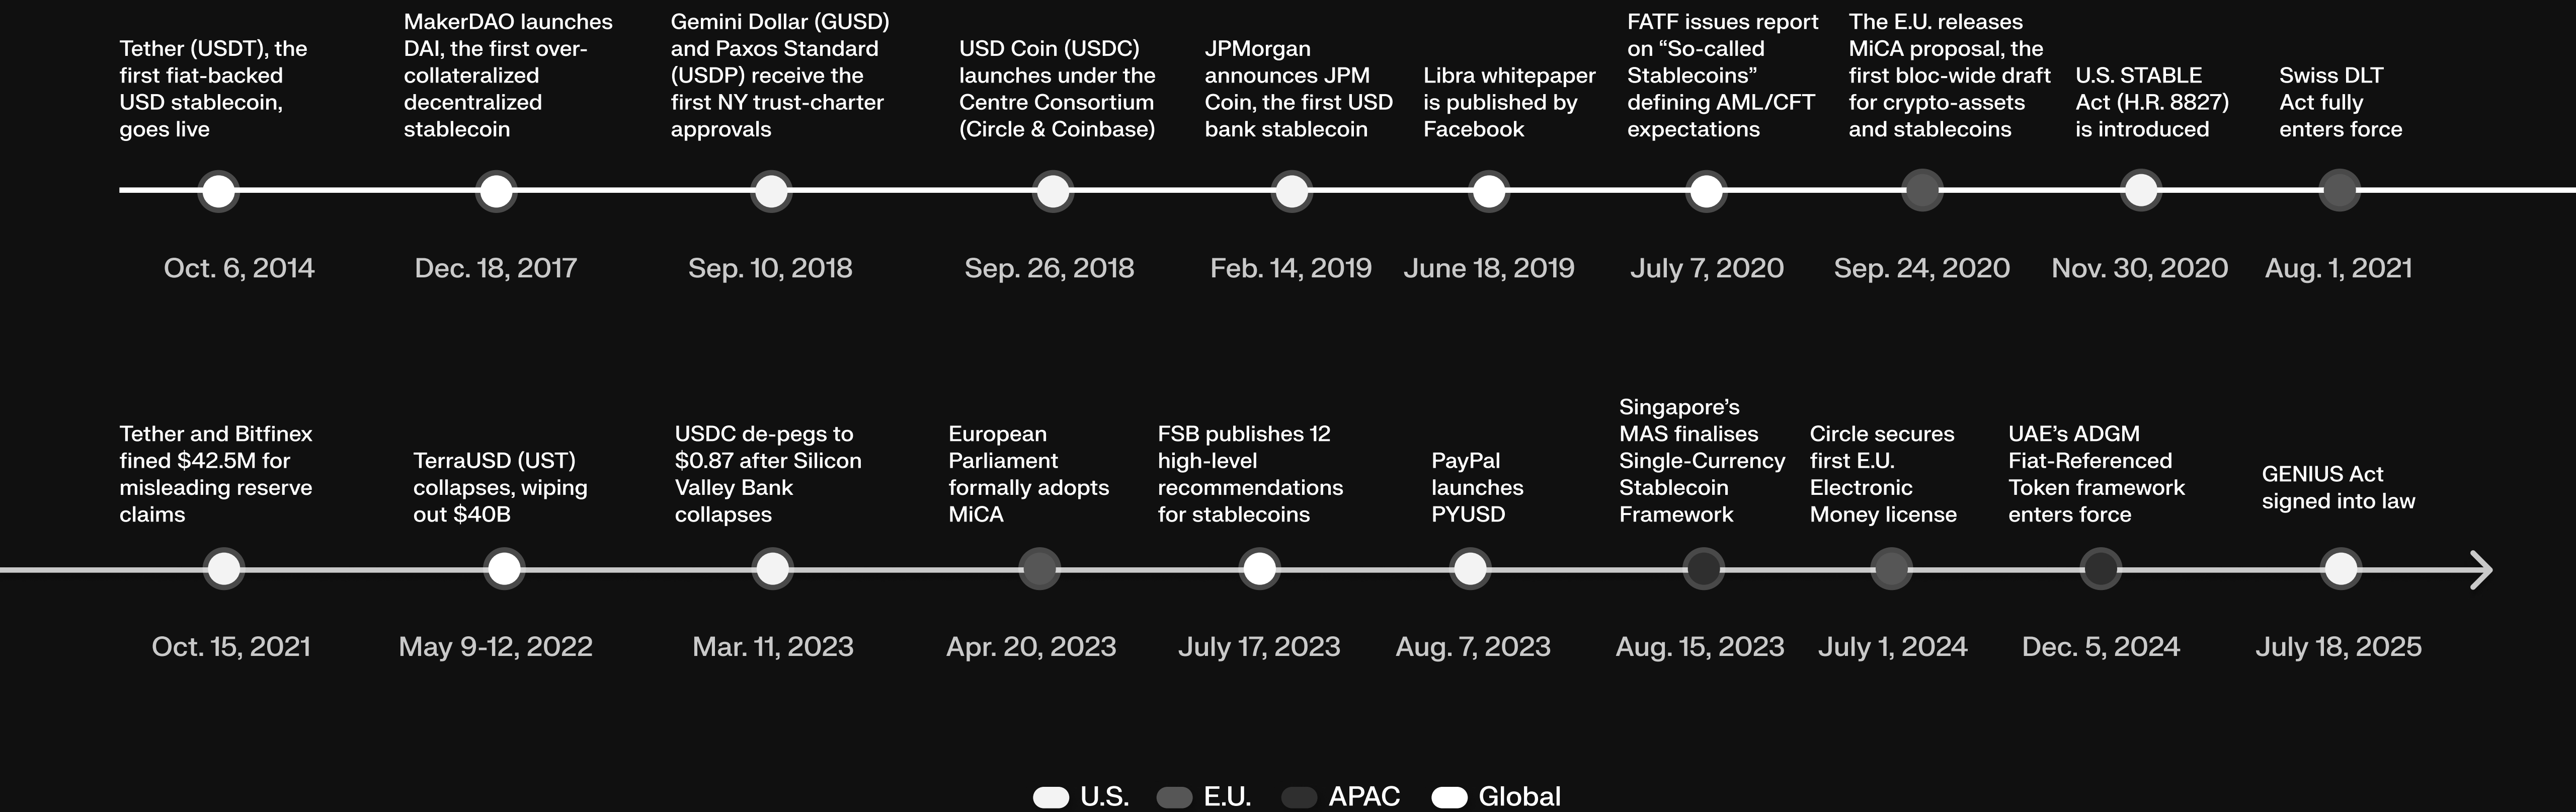 Tether (USDT), the
first fiat-backed
USD stablecoin,
goes live
MakerDAO launches
DAI, the first over-
collateralized
decentralized
stablecoin
Gemini Dollar (GUSD)
and Paxos Standard
(USDP) receive the
first NY trust-charter
approvals
USD Coin (USDC)
launches under the
Centre Consortium
(Circle & Coinbase)
JPMorgan
announces JPM
Coin, the first USD
bank stablecoin
Libra whitepaper
is published by
Facebook
FATF issues report
on “So-called
Stablecoins”
defining AML/CFT
expectations
The E.U. releases
MiCA proposal, the
first bloc-wide draft
for crypto-assets
and stablecoins
U.S. STABLE
Act (H.R. 8827)
is introduced
Swiss DLT
Act fully
enters force
Oct. 6, 2014
Dec. 18, 2017
Sep. 10, 2018
Sep. 26, 2018
Feb. 14, 2019
June 18, 2019
July 7, 2020
Sep. 24, 2020
Nov. 30, 2020
Aug. 1, 2021
Tether and Bitfinex
fined $42.5M for
misleading reserve
claims
TerraUSD (UST)
collapses, wiping
out $40B
USDC de-pegs to
$0.87 after Silicon
Valley Bank
collapses
European
Parliament
formally adopts
MiCA
FSB publishes 12
high-level
recommendations
for stablecoins
PayPal
launches
PYUSD
Singapore’s
MAS finalises
Single-Currency
Stablecoin
Framework
Circle secures
first E.U.
Electronic
Money license
UAE’s ADGM
Fiat-Referenced
Token framework
enters force
GENIUS Act
signed into law
Oct. 15, 2021
May 9-12, 2022
Mar. 11, 2023
Apr. 20, 2023
July 17, 2023
Aug. 7, 2023
Aug. 15, 2023
July 1, 2024
Dec. 5, 2024
July 18, 2025
U.S.
E.U.
APAC
Global